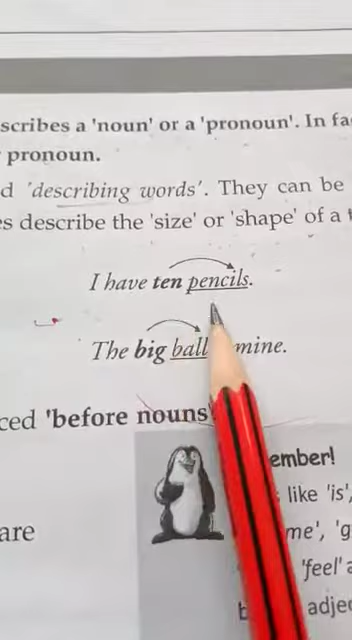 scribes a 'noun' or a 'pronoun'. In fa
pronoun.
d 'describing words'. They can be
es describe the 'size' or 'shape' of a
I have ten pencils.
The big ball mine.
ced 'before nouns'
ember!
like 'is',
are
me', 'g
'feel' a
adje